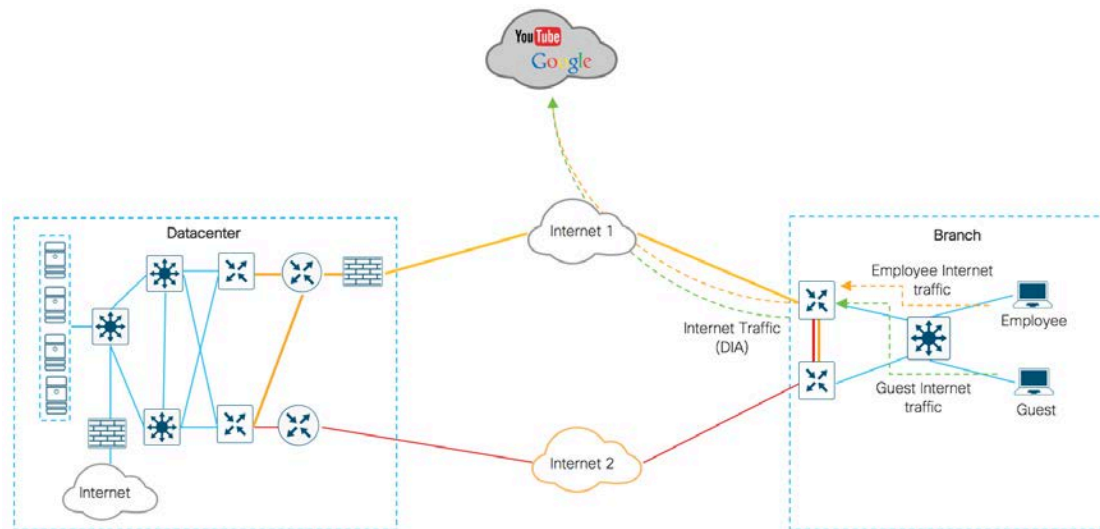 YouTube
Google
Internet 1
Datacenter
Branch
Employee Internet
traffic
Employee
Internet Traffic
(DIA)
Guest Internet
traffic
Guest
Internet 2
Internet